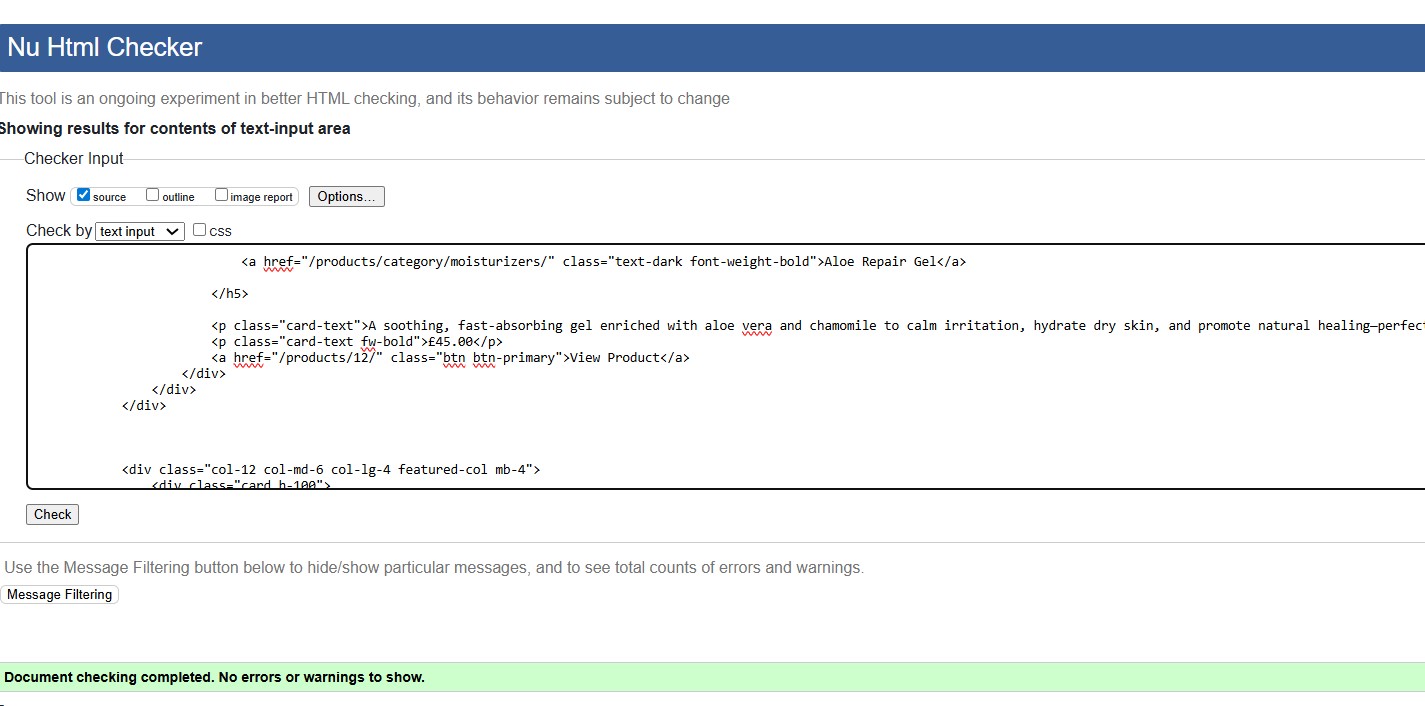 Nu Html Checker
This tool is an ongoing experiment in better HTML checking, and its behavior remains subject to change
Showing results for contents of text-input area
Checker Input
Show source outline image report Options...
Check by text input css
<a href="/products/category/moisturizers/" class="text-dark font-weight-bold">Aloe Repair Gel</a>
</h5>
<p class="card-text">A soothing, fast-absorbing gel enriched with aloe vera and chamomile to calm irritation, hydrate dry skin, and promote natural healing—perfect
<p class="card-text fw-bold">£45.00</p>
<a href="/products/12/" class="btn btn-primary">View Product</a>
</div>
</div>
</div>
<div class="col-12 col-md-6 col-lg-4 featured-col mb-4">
<div class="card h-100">
Check
Use the Message Filtering button below to hide/show particular messages, and to see total counts of errors and warnings.
Message Filtering
Document checking completed. No errors or warnings to show.